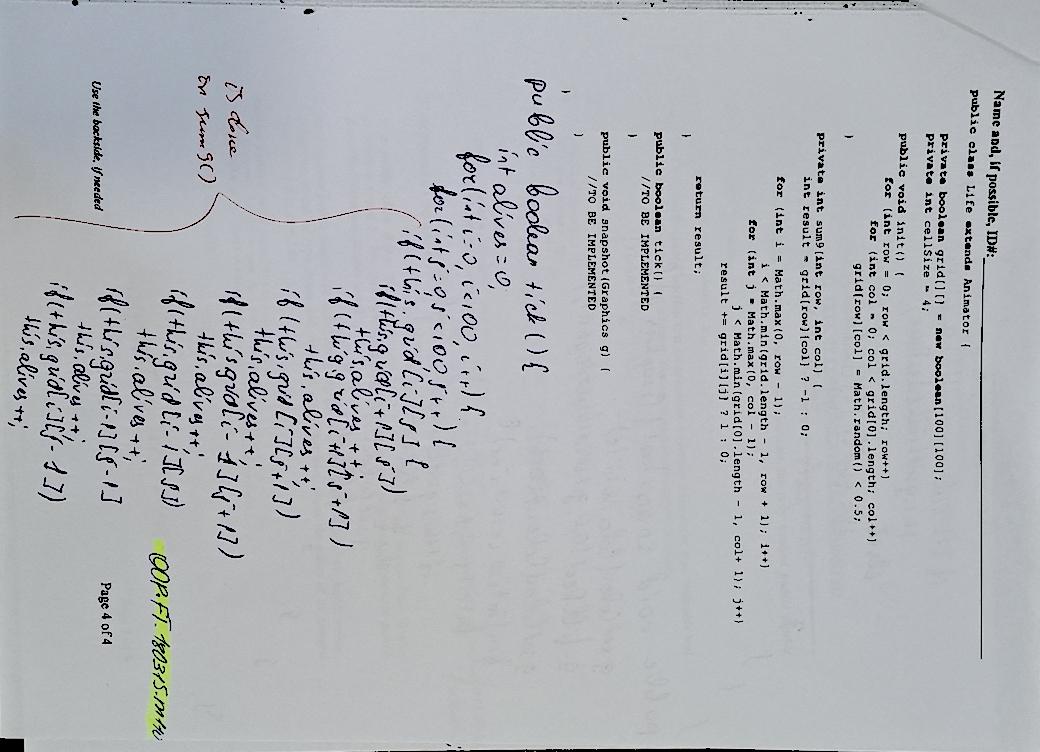 Name and, if possible, ID#:
public class Life extends Animator {
private boolean grid[][] = new boolean[100][100];
private int cellSize = 4;
public void init() {
for (int row = 0; row < grid.length; row++)
for (int col = 0; col < grid[0].length; col++)
grid[row][col] = Math.random() < 0.5;
}
private int sum9(int row, int col) {
int result = grid[row][col] ? -1 : 0;
for (int i = Math.max(0, row - 1);
i < Math.min(grid.length - 1, row + 1); i++)
for (int j = Math.max(0, col - 1);
j < Math.min(grid[0].length - 1, col+ 1); j++)
result += grid[i][j] ? 1 : 0;
return result;
}
public boolean tick() {
//TO BE IMPLEMENTED
}
public void snapshot(Graphics g) {
//TO BE IMPLEMENTED
}
}
public boolean tick() {
int alives=0
for(int i=0, i<100, i++) {
for(int j=0, j<100 j++) {
if(this.grid[i][j] {
if(this.grid[i-1][j-1])
this.alives++;
if(this.grid[i+1][j+1])
this.alives++;
if(this.grid[i][j+1])
this.alives++;
if(this.grid[i-1][j+1])
this.alives++;
if(this.grid[i-1][j])
this.alives++;
if(this.grid[i-1][j-1]
this.alives++;
if(this.grid[i][j-1])
this.alives++;
is done
in sum9()
Use the backside, if needed
Page 4 of 4